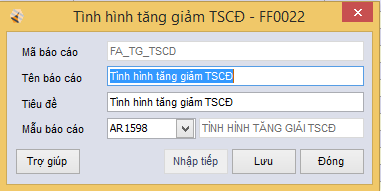 Tình hình tăng giảm TSCĐ - FF0022
Mã báo cáo FA_TG_TSCD
Tên báo cáo Tình hình tăng giảm TSCĐ
Tiêu đề Tình hình tăng giảm TSCĐ
Mẫu báo cáo AR1598 TÌNH HÌNH TĂNG GIẢI TSCĐ
Trợ giúp Nhập tiếp Lưu Đóng